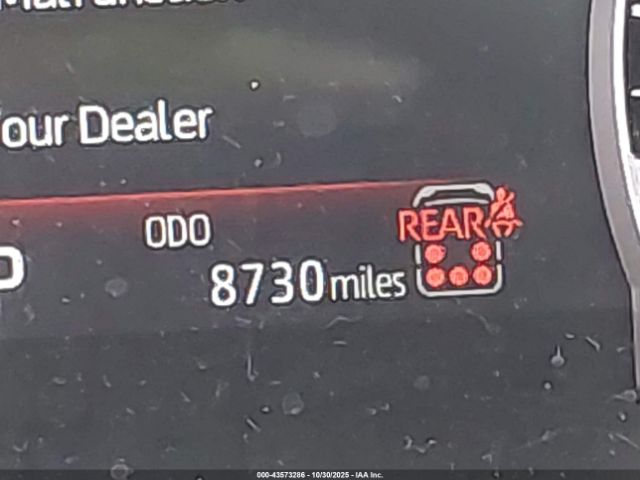 our Dealer
ODO
8730 miles
REAR
000-43573286 - 10/30/2025 - IAA Inc.